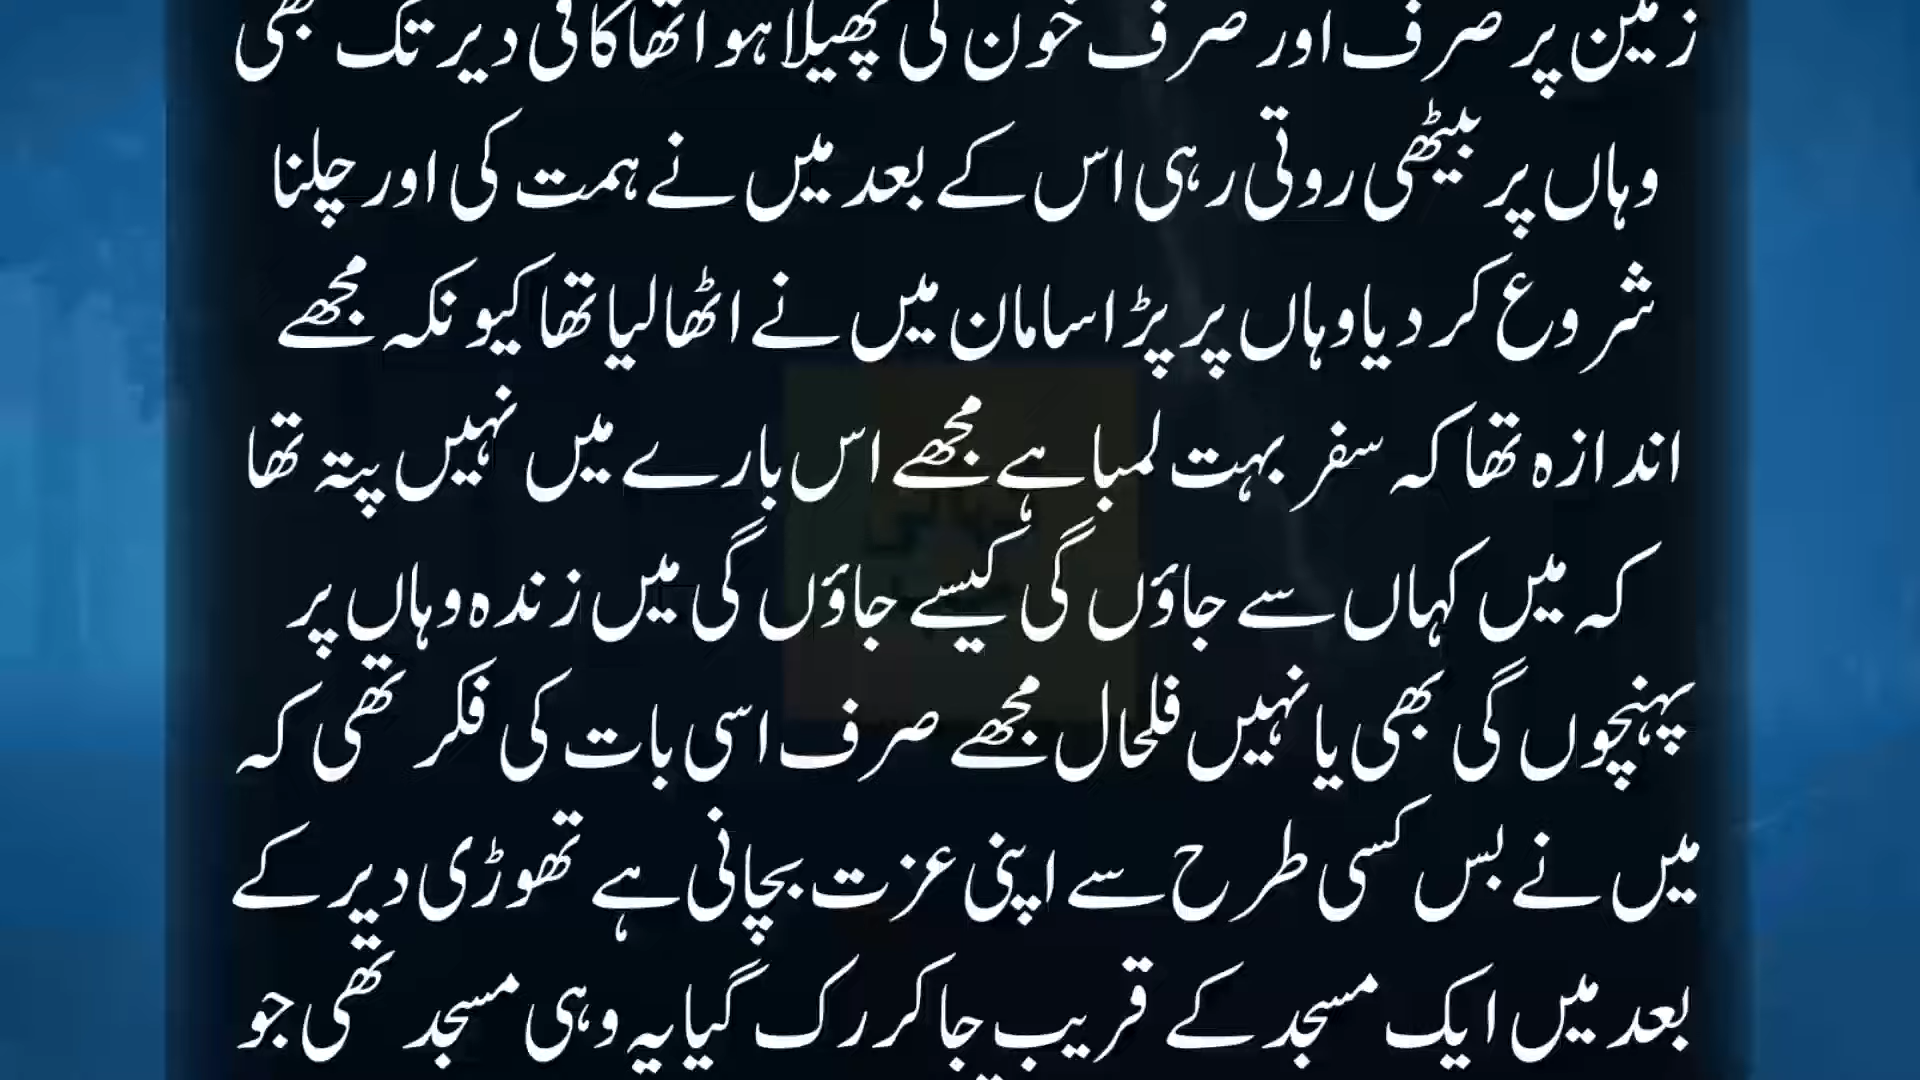 زمین پر صرف اور صرف خون کی پھیلا ہوا تھا کافی دیر تک بھی
وہاں پر بیٹھی روتی رہی اس کے بعد میں نے ہمت کی اور چلنا
شروع کر دیا وہاں پر پڑا سامان میں نے اٹھا لیا تھا کیونکہ مجھے
اندازہ تھا کہ سفر بہت لمبا ہے مجھے اس بارے میں نہیں پتہ تھا
کہ میں کہاں سے جاؤں گی کیسے جاؤں گی میں زندہ وہاں پر
پہنچوں گی بھی یا نہیں فلحال مجھے صرف اسی بات کی فکر تھی کہ
میں نے بس کسی طرح سے اپنی عزت بچانی ہے تھوڑی دیر کے
بعد میں ایک مسجد کے قریب جا کر رک گیا یہ وہی مسجد تھی جو